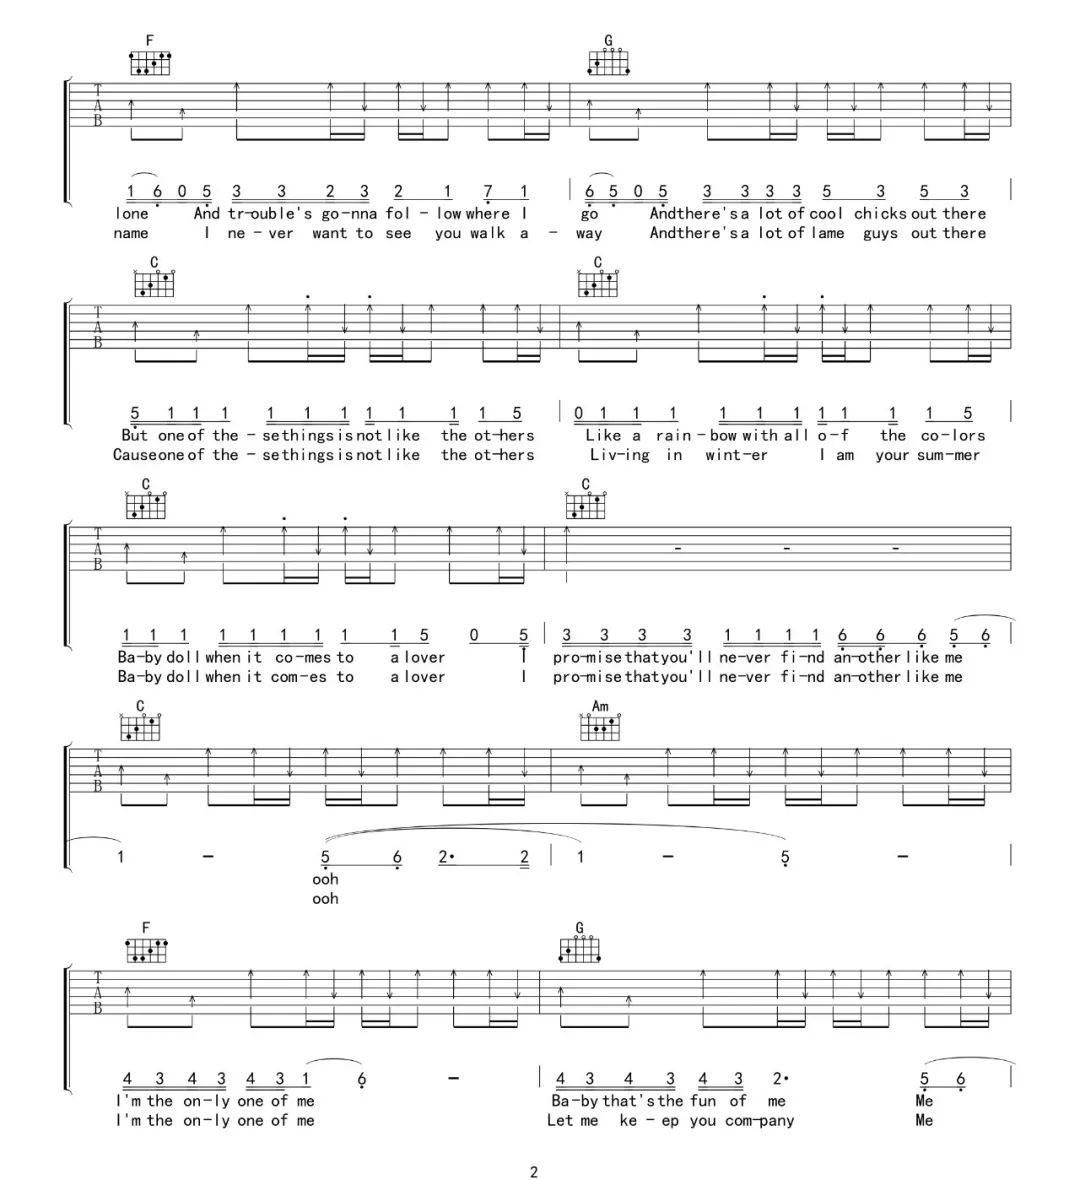 F G
T
A
B
1 6 0 5 3 3 2 3 2 1 7 1 6 5 0 5 3 3 3 3 5 3 5 3
lone And tr-ouble's go-nna fol-low where I go Andthere's a lot of cool chicks out there
name I ne-ver want to see you walk a-way Andthere's a lot of lame guys out there
C C
T
A
B
5 1 1 1 1 1 1 1 1 1 1 5 0 1 1 1 1 1 1 1 1 1 1 5
But one of the -se things is not like the ot-hers Like a rain-bow with all o-f the co-lors
Cause one of the -se things is not like the ot-hers Liv-ing in wint-er I am your sum-mer
C C
T
A
B
- - -
1 1 1 1 1 1 1 1 1 5 0 5 3 3 3 3 1 1 1 1 6 6 6 5 6
Ba-by doll when it co-mes to a lover I pro-mise that you'll ne-ver fi-nd an-other like me
Ba-by doll when it com-es to a lover I pro-mise that you'll ne-ver fi-nd an-other like me
C Am
T
A
B
1 - 5 6 2· 2 1 - 5 -
ooh
ooh
F G
T
A
B
4 3 4 3 4 3 1 6 - 4 3 4 3 4 3 2· 5 6
I'm the on-ly one of me Ba-by that's the fun of me Me
I'm the on-ly one of me Let me ke-ep you com-pany Me
2